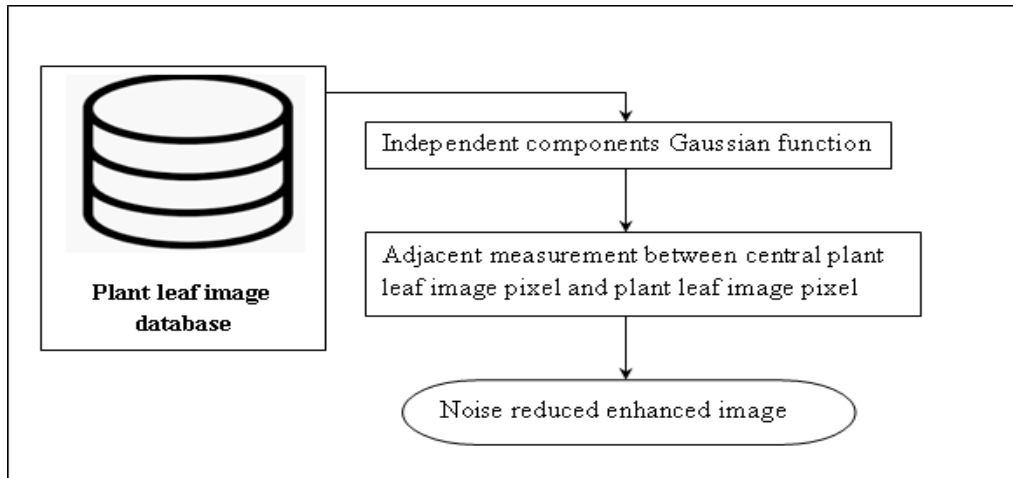 Plant leaf image
database
Independent components Gaussian function
Adjacent measurement between central plant
leaf image pixel and plant leaf image pixel
Noise reduced enhanced image